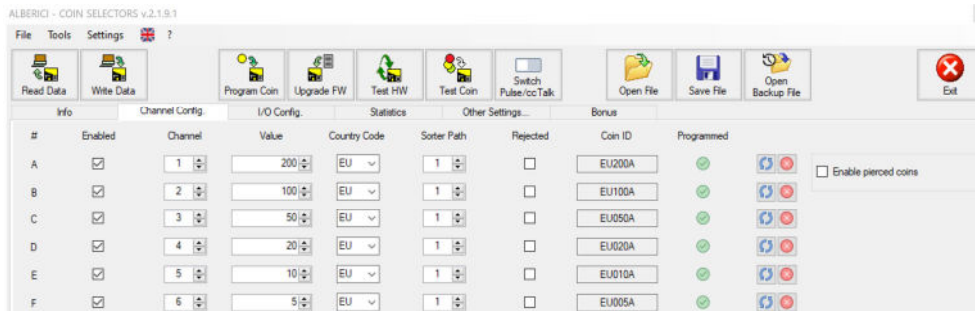 ALBERICI - COIN SELECTORS v.2.1.9.1
File Tools Settings ?
Read Data Write Data Program Coin Upgrade FW Test HW Test Coin Switch Pulse/ccTalk Open File Save File Open Backup File Exit
Info Channel Config. I/O Config. Statistics Other Settings... Bonus
# Enabled Channel Value Country Code Sorter Path Rejected Coin ID Programmed
A 1 200 EU 1 EU200A Enable pierced coins
B 2 100 EU 1 EU100A
C 3 50 EU 1 EU050A
D 4 20 EU 1 EU020A
E 5 10 EU 1 EU010A
F 6 5 EU 1 EU005A